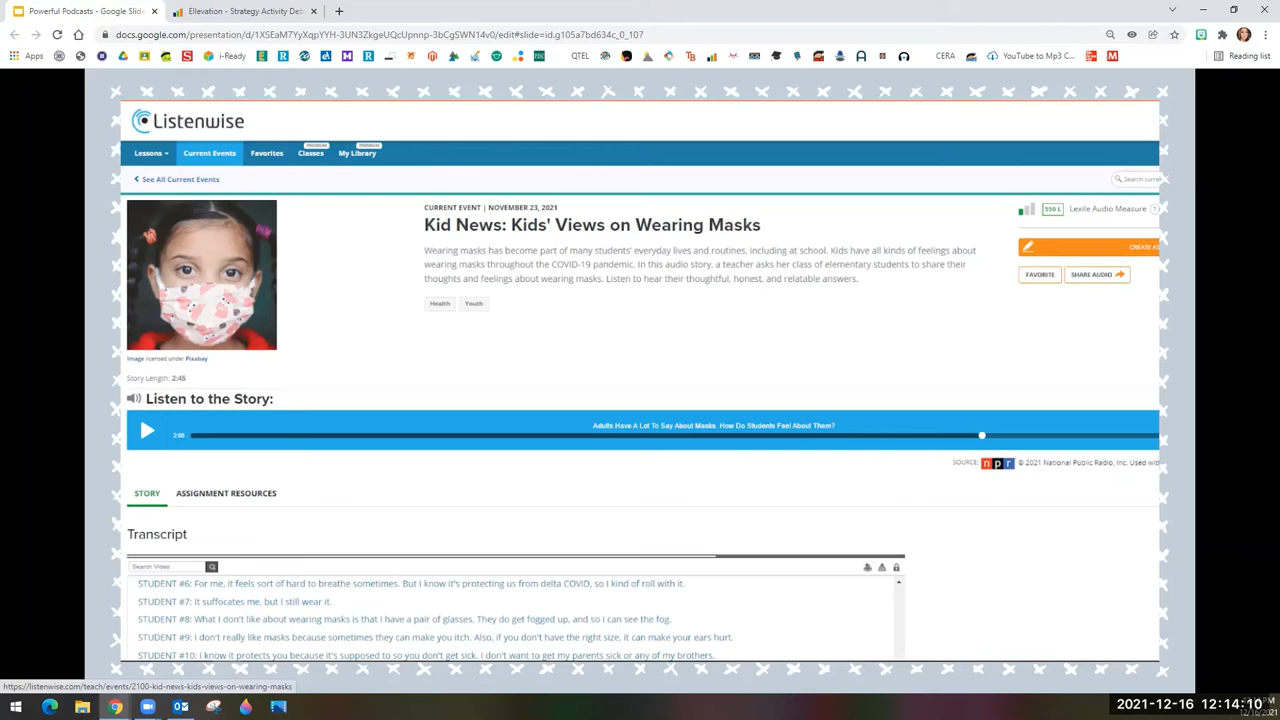 Powerful Podcasts - Google Slide
Ellevation - Strategy Activity Det
docs.google.com/presentation/d/1XSEaM7YyXqpYYH-3UN3ZkgeUQcUpnnp-3bCgSWN14v0/edit#slide=id.g105a7bd634c_0_107
Apps
i-Ready
QTEL
CERA
YouTube to Mp3 C...
Reading list
Listenwise
PREMIUM
PREMIUM
Lessons
Current Events
Favorites
Classes
My Library
See All Current Events
Search curre
CURRENT EVENT | NOVEMBER 23, 2021
Kid News: Kids' Views on Wearing Masks
550 L
Lexile Audio Measure
Wearing masks has become part of many students' everyday lives and routines, including at school. Kids have all kinds of feelings about
wearing masks throughout the COVID-19 pandemic. In this audio story, a teacher asks her class of elementary students to share their
thoughts and feelings about wearing masks. Listen to hear their thoughtful, honest, and relatable answers.
CREATE AS
FAVORITE
SHARE AUDIO
Health
Youth
Image licensed under Pixabay
Story Length: 2:45
Listen to the Story:
Adults Have A Lot To Say About Masks. How Do Students Feel About Them?
SOURCE: npr © 2021 National Public Radio, Inc. Used with
STORY
ASSIGNMENT RESOURCES
Transcript
Search Video
STUDENT #6: For me, it feels sort of hard to breathe sometimes. But I know it's protecting us from delta COVID, so I kind of roll with it.
STUDENT #7: It suffocates me, but I still wear it.
STUDENT #8: What I don't like about wearing masks is that I have a pair of glasses. They do get fogged up, and so I can see the fog.
STUDENT #9: I don't really like masks because sometimes they can make you itch. Also, if you don't have the right size, it can make your ears hurt.
STUDENT #10: I know it protects you because it's supposed to so you don't get sick. I don't want to get my parents sick or any of my brothers.
https://listenwise.com/teach/events/2100-kid-news-kids-views-on-wearing-masks
2021-12-16 12:14:10